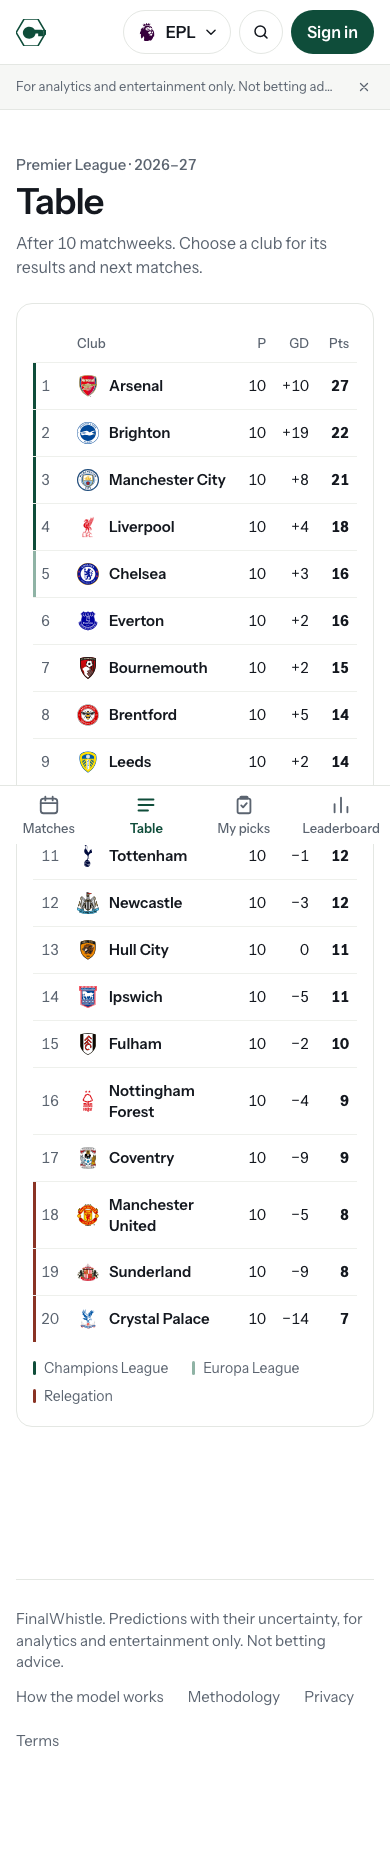 EPL
Sign in
For analytics and entertainment only. Not betting ad...
Premier League · 2026–27
Table
After 10 matchweeks. Choose a club for its
results and next matches.
Club P GD Pts
1 Arsenal 10 +10 27
2 Brighton 10 +19 22
3 Manchester City 10 +8 21
4 Liverpool 10 +4 18
5 Chelsea 10 +3 16
6 Everton 10 +2 16
7 Bournemouth 10 +2 15
8 Brentford 10 +5 14
9 Leeds 10 +2 14
Matches Table My picks Leaderboard
11 Tottenham 10 −1 12
12 Newcastle 10 −3 12
13 Hull City 10 0 11
14 Ipswich 10 −5 11
15 Fulham 10 −2 10
16 Nottingham Forest 10 −4 9
17 Coventry 10 −9 9
18 Manchester United 10 −5 8
19 Sunderland 10 −9 8
20 Crystal Palace 10 −14 7
Champions League Europa League
Relegation
FinalWhistle. Predictions with their uncertainty, for
analytics and entertainment only. Not betting
advice.
How the model works Methodology Privacy
Terms